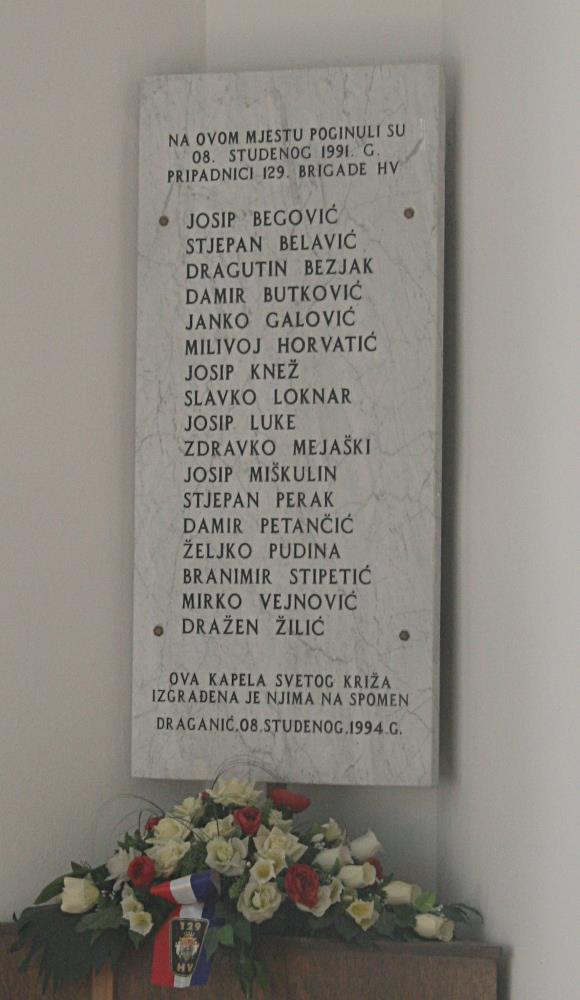 NA OVOM MJESTU POGINULI SU
08. STUDENOG 1991. G.
PRIPADNICI 129. BRIGADE HV
JOSIP BEGOVIĆ
STJEPAN BELAVIĆ
DRAGUTIN BEZJAK
DAMIR BUTKOVIĆ
JANKO GALOVIĆ
MILIVOJ HORVATIĆ
JOSIP KNEŽ
SLAVKO LOKNAR
JOSIP LUKE
ZDRAVKO MEJAŠKI
JOSIP MIŠKULIN
STJEPAN PERAK
DAMIR PETANČIĆ
ŽELJKO PUDINA
BRANIMIR STIPETIĆ
MIRKO VEJNOVIĆ
DRAŽEN ŽILIĆ
OVA KAPELA SVETOG KRIŽA
IZGRAĐENA JE NJIMA NA SPOMEN
DRAGANIĆ.08.STUDENOG.1994.G.
129
HV